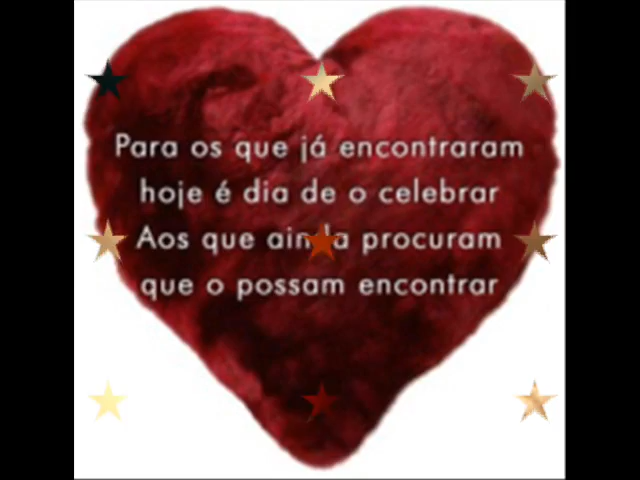 Para os que já encontraram
hoje é dia de o celebrar
Aos que ainda procuram
que o possam encontrar